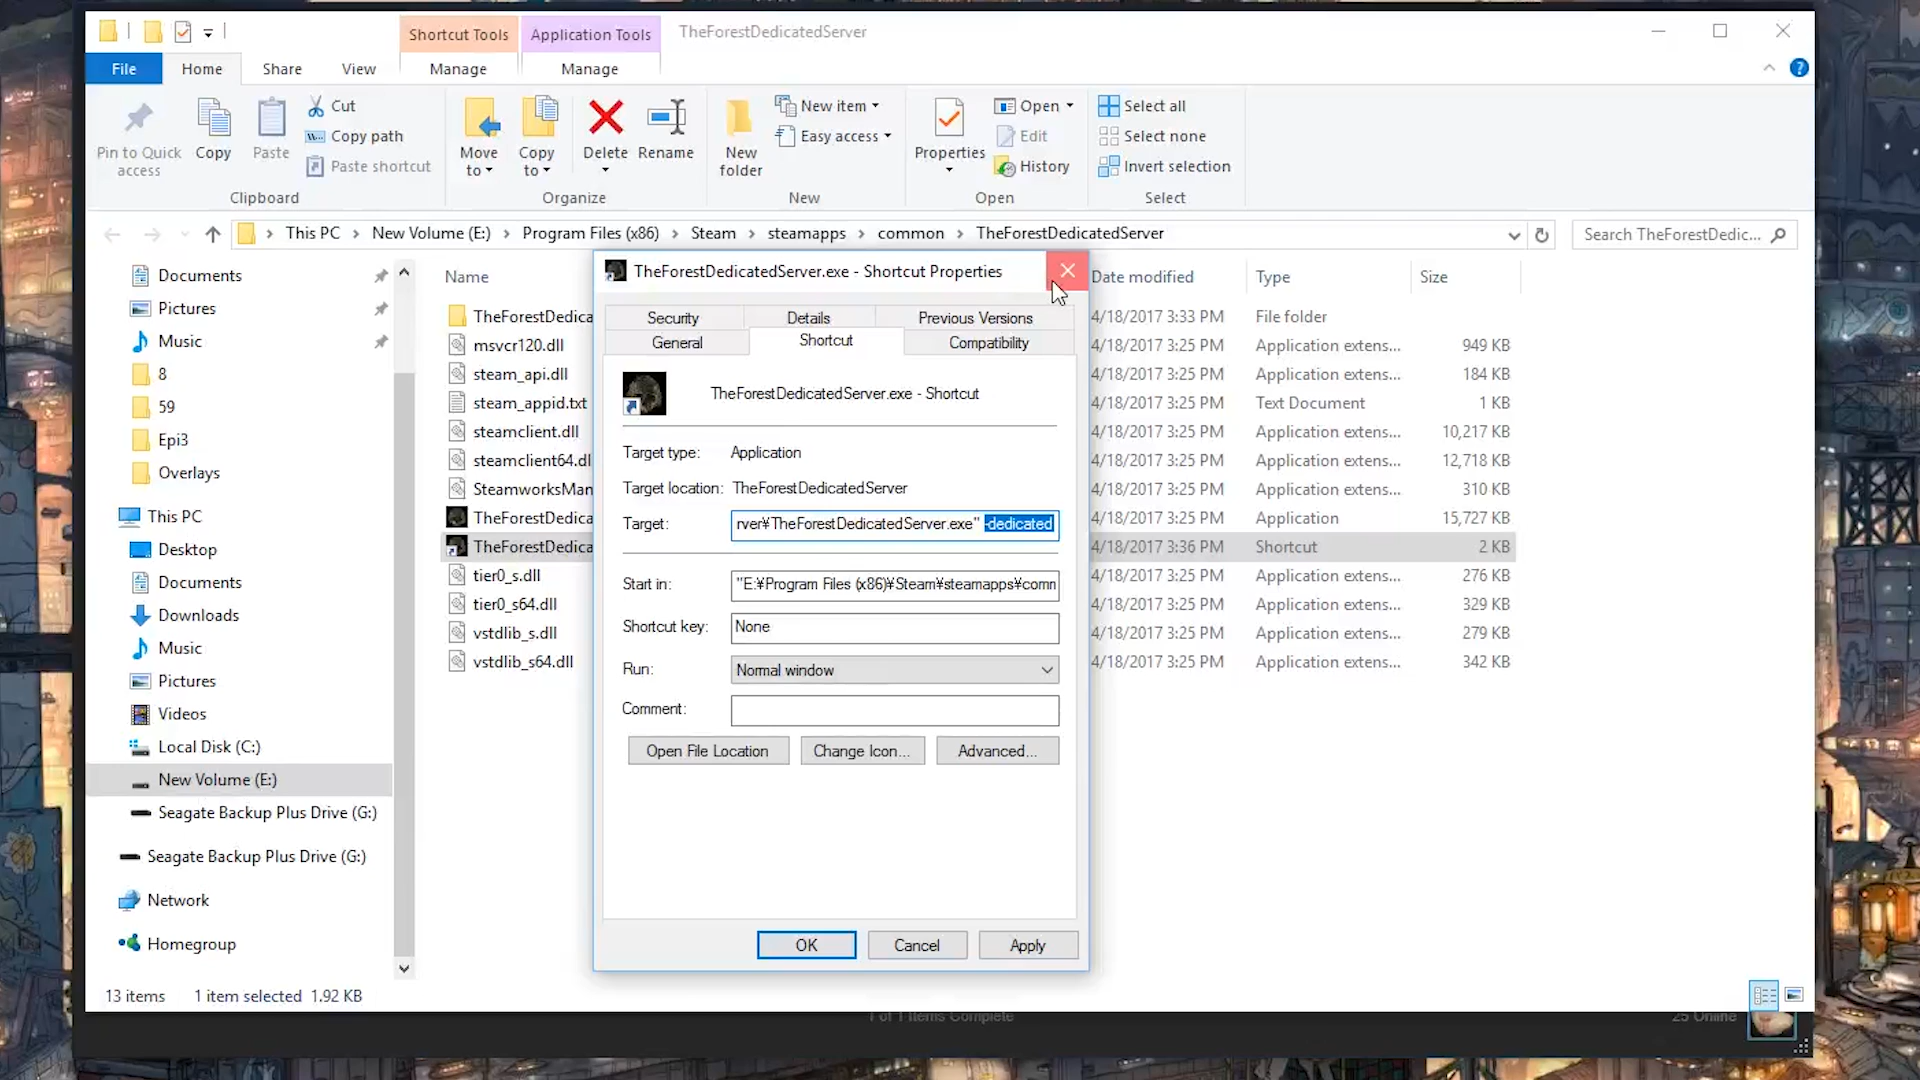 Shortcut Tools
Application Tools
TheForestDedicatedServer
File
Home
Share
View
Manage
Manage
Pin to Quick access
Copy
Paste
Cut
Copy path
Paste shortcut
Clipboard
Move to
Copy to
Delete
Rename
Organize
New folder
New item
Easy access
New
Properties
Open
Edit
History
Open
Select all
Select none
Invert selection
Select
This PC > New Volume (E:) > Program Files (x86) > Steam > steamapps > common > TheForestDedicatedServer
Search TheForestDedic...
Documents
Pictures
Music
8
59
Epi3
Overlays
This PC
Desktop
Documents
Downloads
Music
Pictures
Videos
Local Disk (C:)
New Volume (E:)
Seagate Backup Plus Drive (G:)
Seagate Backup Plus Drive (G:)
Network
Homegroup
Name
Date modified
Type
Size
TheForestDedica 4/18/2017 3:33 PM File folder
msvcr120.dll 4/18/2017 3:25 PM Application extens... 949 KB
steam_api.dll 4/18/2017 3:25 PM Application extens... 184 KB
steam_appid.txt 4/18/2017 3:25 PM Text Document 1 KB
steamclient.dll 4/18/2017 3:25 PM Application extens... 10,217 KB
steamclient64.dl 4/18/2017 3:25 PM Application extens... 12,718 KB
SteamworksMan 4/18/2017 3:25 PM Application extens... 310 KB
TheForestDedica 4/18/2017 3:25 PM Application 15,727 KB
TheForestDedica 4/18/2017 3:36 PM Shortcut 2 KB
tier0_s.dll 4/18/2017 3:25 PM Application extens... 276 KB
tier0_s64.dll 4/18/2017 3:25 PM Application extens... 329 KB
vstdlib_s.dll 4/18/2017 3:25 PM Application extens... 279 KB
vstdlib_s64.dll 4/18/2017 3:25 PM Application extens... 342 KB
TheForestDedicatedServer.exe - Shortcut Properties
Security
Details
Previous Versions
General
Shortcut
Compatibility
TheForestDedicatedServer.exe - Shortcut
Target type: Application
Target location: TheForestDedicatedServer
Target: rver¥TheForestDedicatedServer.exe" -dedicated
Start in: "E:¥Program Files (x86)¥Steam¥steamapps¥comm
Shortcut key: None
Run: Normal window
Comment:
Open File Location
Change Icon...
Advanced...
OK
Cancel
Apply
13 items
1 item selected 1.92 KB
1 of 1 Items Complete
25 Online